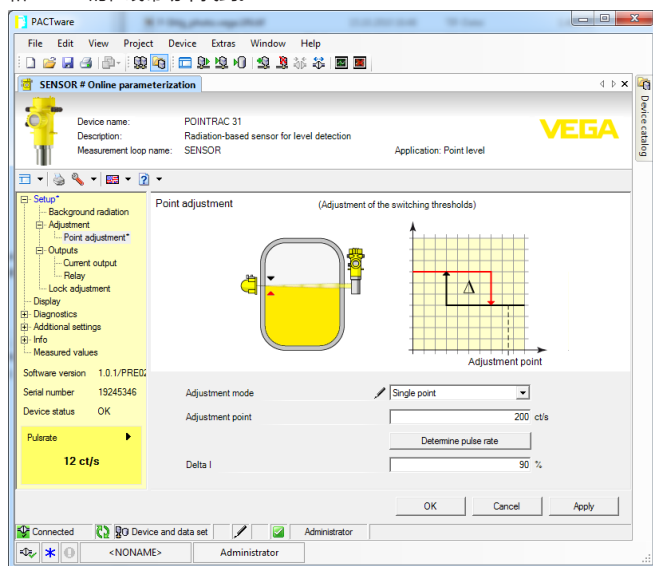 PACTware
File Edit View Project Device Extras Window Help
SENSOR # Online parameterization
Device name: POINTRAC 31
Description: Radiation-based sensor for level detection
Measurement loop name: SENSOR Application: Point level
VEGA
Device catalog
Setup*
Background radiation
Adjustment
Point adjustment*
Outputs
Current output
Relay
Lock adjustment
Display
Diagnostics
Additional settings
Info
Measured values
Software version 1.0.1/PRE02
Serial number 19245346
Device status OK
Pulsrate
12 ct/s
Point adjustment (Adjustment of the switching thresholds)
Δ
Adjustment point
Adjustment mode Single point
Adjustment point 200 ct/s
Determine pulse rate
Delta I 90 %
OK Cancel Apply
Connected Device and data set Administrator
<NONAME> Administrator